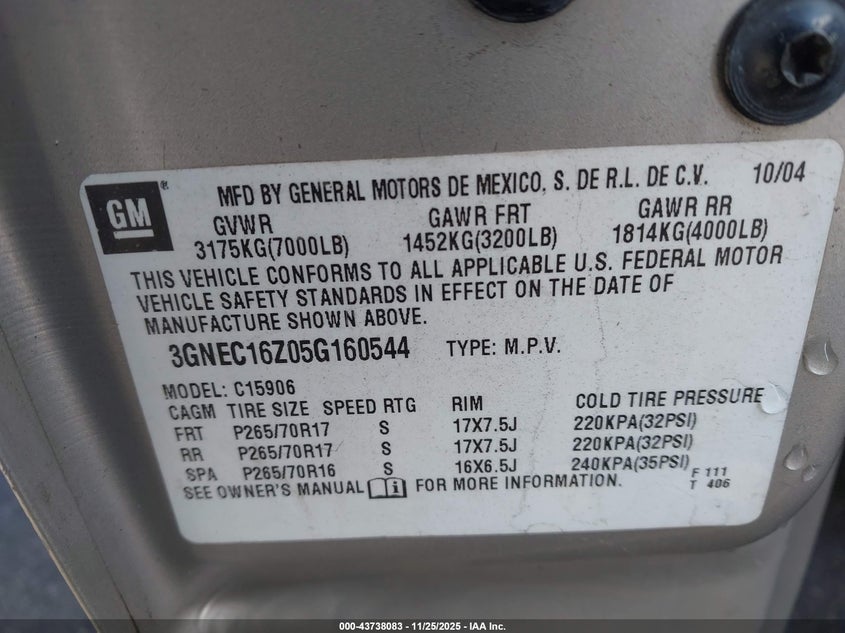 GM ® MFD BY GENERAL MOTORS DE MEXICO, S. DE R.L. DE C.V. 10/04
GVWR GAWR FRT GAWR RR
3175KG(7000LB) 1452KG(3200LB) 1814KG(4000LB)
THIS VEHICLE CONFORMS TO ALL APPLICABLE U.S. FEDERAL MOTOR
VEHICLE SAFETY STANDARDS IN EFFECT ON THE DATE OF
MANUFACTURE SHOWN ABOVE.
3GNEC16Z05G160544 TYPE: M.P.V.
MODEL: C15906
CAGM TIRE SIZE SPEED RTG RIM COLD TIRE PRESSURE
FRT P265/70R17 S 17X7.5J 220KPA(32PSI)
RR P265/70R17 S 17X7.5J 220KPA(32PSI)
SPA P265/70R16 S 16X6.5J 240KPA(35PSI) F 111
SEE OWNER'S MANUAL i FOR MORE INFORMATION. T 406
000-43738083 - 11/25/2025 - IAA Inc.